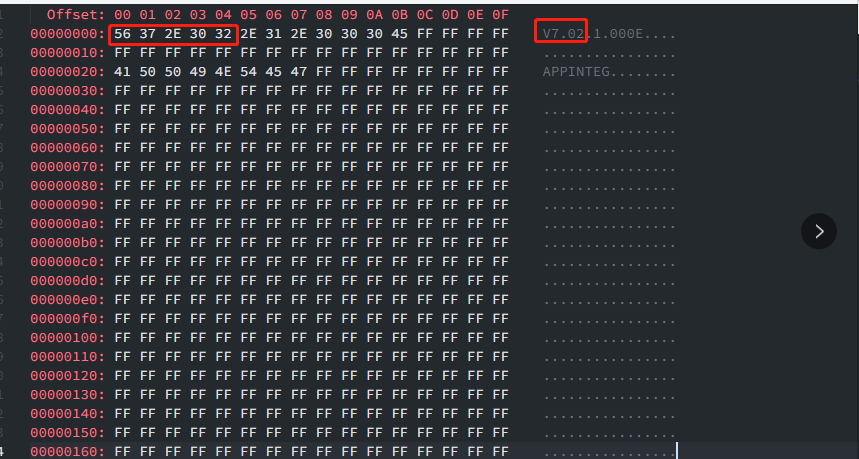 Offset: 00 01 02 03 04 05 06 07 08 09 0A 0B 0C 0D 0E 0F
00000000: 56 37 2E 30 32 2E 31 2E 30 30 30 45 FF FF FF FF V7.02.1.000E....
00000010: FF FF FF FF FF FF FF FF FF FF FF FF FF FF FF FF ................
00000020: 41 50 50 49 4E 54 45 47 FF FF FF FF FF FF FF FF APPINTEG........
00000030: FF FF FF FF FF FF FF FF FF FF FF FF FF FF FF FF ................
00000040: FF FF FF FF FF FF FF FF FF FF FF FF FF FF FF FF ................
00000050: FF FF FF FF FF FF FF FF FF FF FF FF FF FF FF FF ................
00000060: FF FF FF FF FF FF FF FF FF FF FF FF FF FF FF FF ................
00000070: FF FF FF FF FF FF FF FF FF FF FF FF FF FF FF FF ................
00000080: FF FF FF FF FF FF FF FF FF FF FF FF FF FF FF FF ................
00000090: FF FF FF FF FF FF FF FF FF FF FF FF FF FF FF FF ................
000000a0: FF FF FF FF FF FF FF FF FF FF FF FF FF FF FF FF ................
000000b0: FF FF FF FF FF FF FF FF FF FF FF FF FF FF FF FF ................
000000c0: FF FF FF FF FF FF FF FF FF FF FF FF FF FF FF FF ................
000000d0: FF FF FF FF FF FF FF FF FF FF FF FF FF FF FF FF ................
000000e0: FF FF FF FF FF FF FF FF FF FF FF FF FF FF FF FF ................
000000f0: FF FF FF FF FF FF FF FF FF FF FF FF FF FF FF FF ................
00000100: FF FF FF FF FF FF FF FF FF FF FF FF FF FF FF FF ................
00000110: FF FF FF FF FF FF FF FF FF FF FF FF FF FF FF FF ................
00000120: FF FF FF FF FF FF FF FF FF FF FF FF FF FF FF FF ................
00000130: FF FF FF FF FF FF FF FF FF FF FF FF FF FF FF FF ................
00000140: FF FF FF FF FF FF FF FF FF FF FF FF FF FF FF FF ................
00000150: FF FF FF FF FF FF FF FF FF FF FF FF FF FF FF FF ................
00000160: FF FF FF FF FF FF FF FF FF FF FF FF FF FF FF FF ................